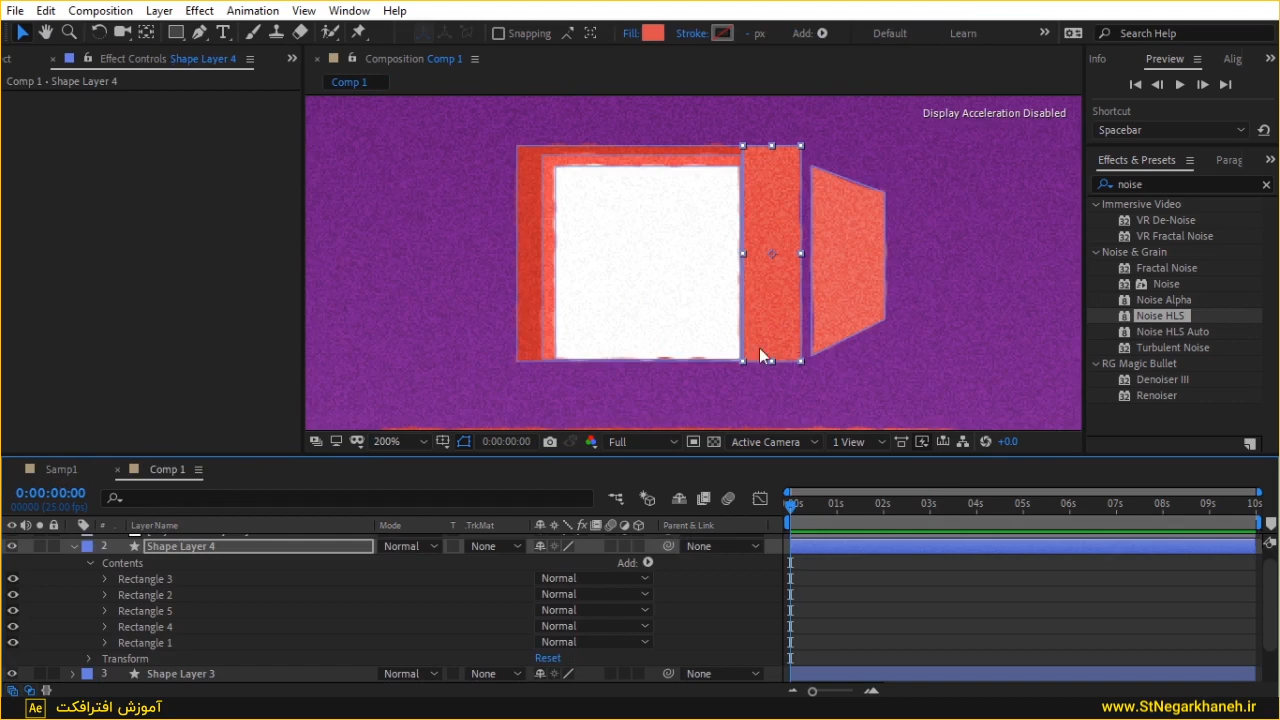 File Edit Composition Layer Effect Animation View Window Help
Snapping Fill: Stroke: - px Add: Default Learn Search Help
ct Effect Controls Shape Layer 4 Composition Comp 1 Info Preview Alig
Comp 1 • Shape Layer 4
Comp 1
Display Acceleration Disabled
Shortcut
Spacebar
Effects & Presets Parag
noise
Immersive Video
VR De-Noise
VR Fractal Noise
Noise & Grain
Fractal Noise
Noise
Noise Alpha
Noise HLS
Noise HLS Auto
Turbulent Noise
RG Magic Bullet
Denoiser III
Renoiser
200% 0:00:00:00 Full Active Camera 1 View +0.0
Samp1 Comp 1
0:00:00:00
00000 (25.00 fps)
:00s 01s 02s 03s 04s 05s 06s 07s 08s 09s 10s
# Layer Name Mode T .TrkMat Parent & Link
2 Shape Layer 4 Normal None None
Contents Add:
Rectangle 3 Normal
Rectangle 2 Normal
Rectangle 5 Normal
Rectangle 4 Normal
Rectangle 1 Normal
Transform Reset
3 Shape Layer 3 Normal None None
Ae آموزش افترافکت www.StNegarkhaneh.ir